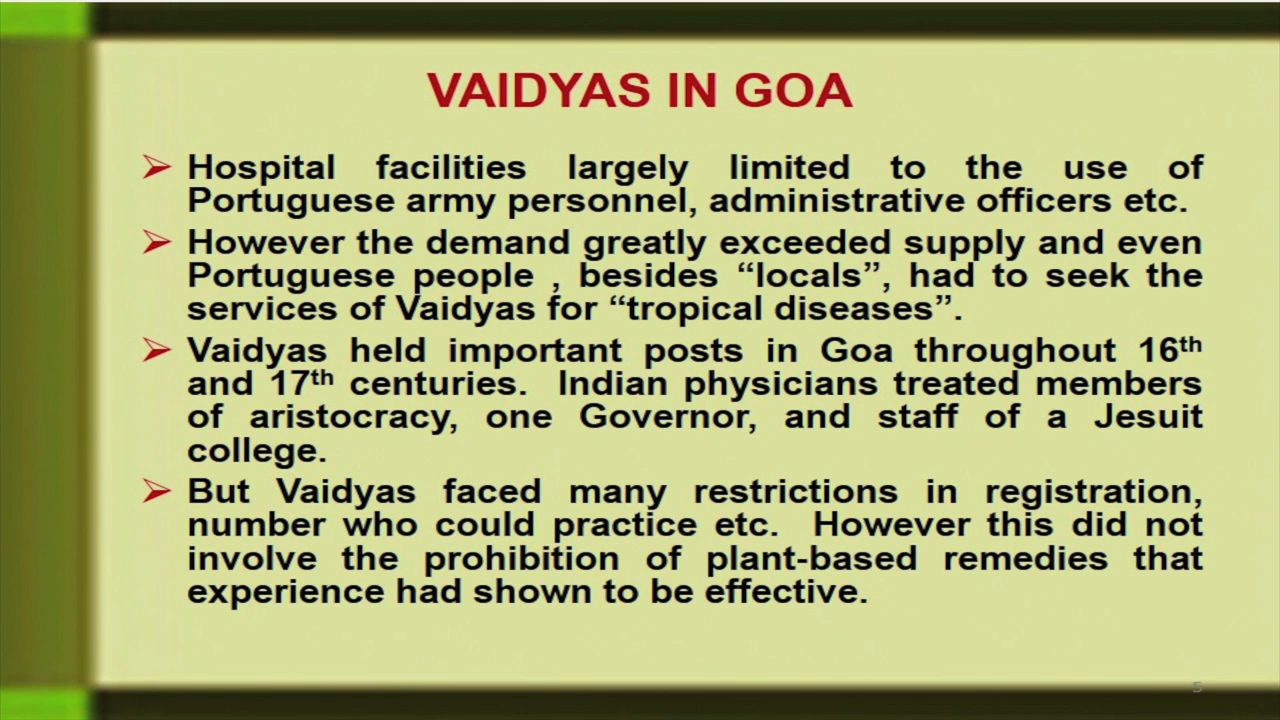 VAIDYAS IN GOA
➢ Hospital facilities largely limited to the use of
Portuguese army personnel, administrative officers etc.
➢ However the demand greatly exceeded supply and even
Portuguese people , besides “locals”, had to seek the
services of Vaidyas for “tropical diseases”.
➢ Vaidyas held important posts in Goa throughout 16th
and 17th centuries. Indian physicians treated members
of aristocracy, one Governor, and staff of a Jesuit
college.
➢ But Vaidyas faced many restrictions in registration,
number who could practice etc. However this did not
involve the prohibition of plant-based remedies that
experience had shown to be effective.
5